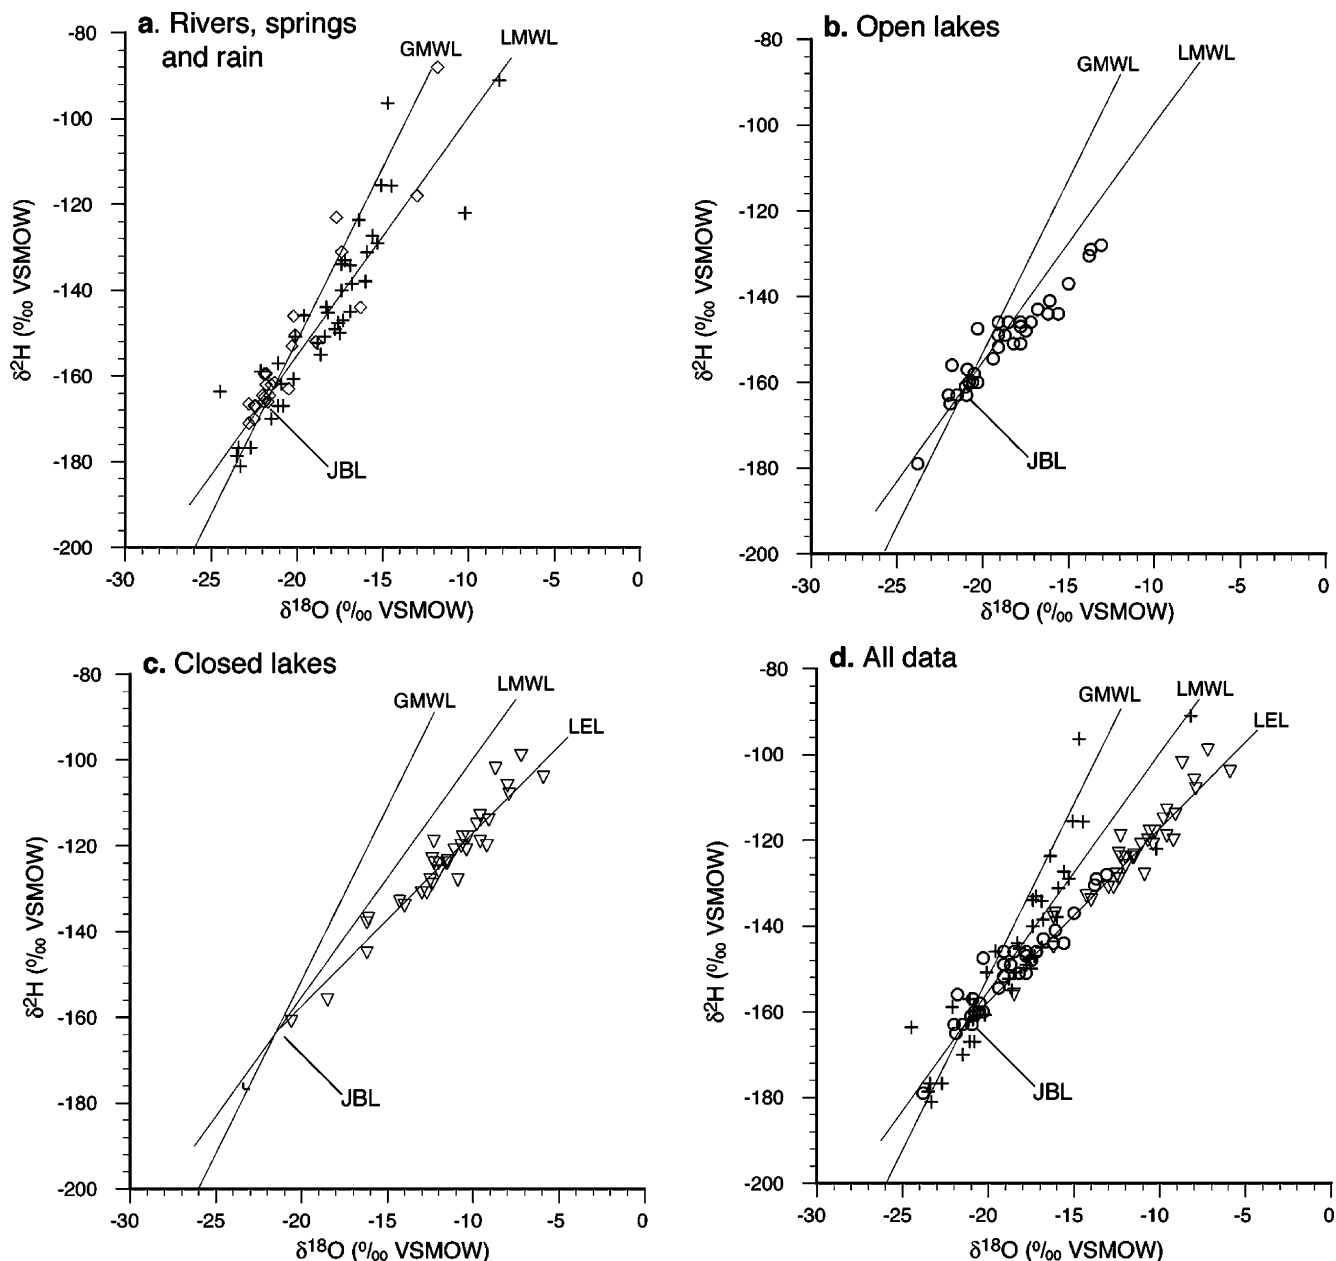 a. Rivers, springs
and rain
GMWL
LMWL
-80
-100
-120
-140
-160
-180
-200
δ²H (‰ VSMOW)
JBL
-30 -25 -20 -15 -10 -5 0
δ¹⁸O (‰ VSMOW)
b. Open lakes
GMWL
LMWL
-80
-100
-120
-140
-160
-180
-200
δ²H (‰ VSMOW)
JBL
-30 -25 -20 -15 -10 -5 0
δ¹⁸O (‰ VSMOW)
c. Closed lakes
GMWL
LMWL
LEL
-80
-100
-120
-140
-160
-180
-200
δ²H (‰ VSMOW)
JBL
-30 -25 -20 -15 -10 -5 0
δ¹⁸O (‰ VSMOW)
d. All data
GMWL
LMWL
LEL
-80
-100
-120
-140
-160
-180
-200
δ²H (‰ VSMOW)
JBL
-30 -25 -20 -15 -10 -5 0
δ¹⁸O (‰ VSMOW)